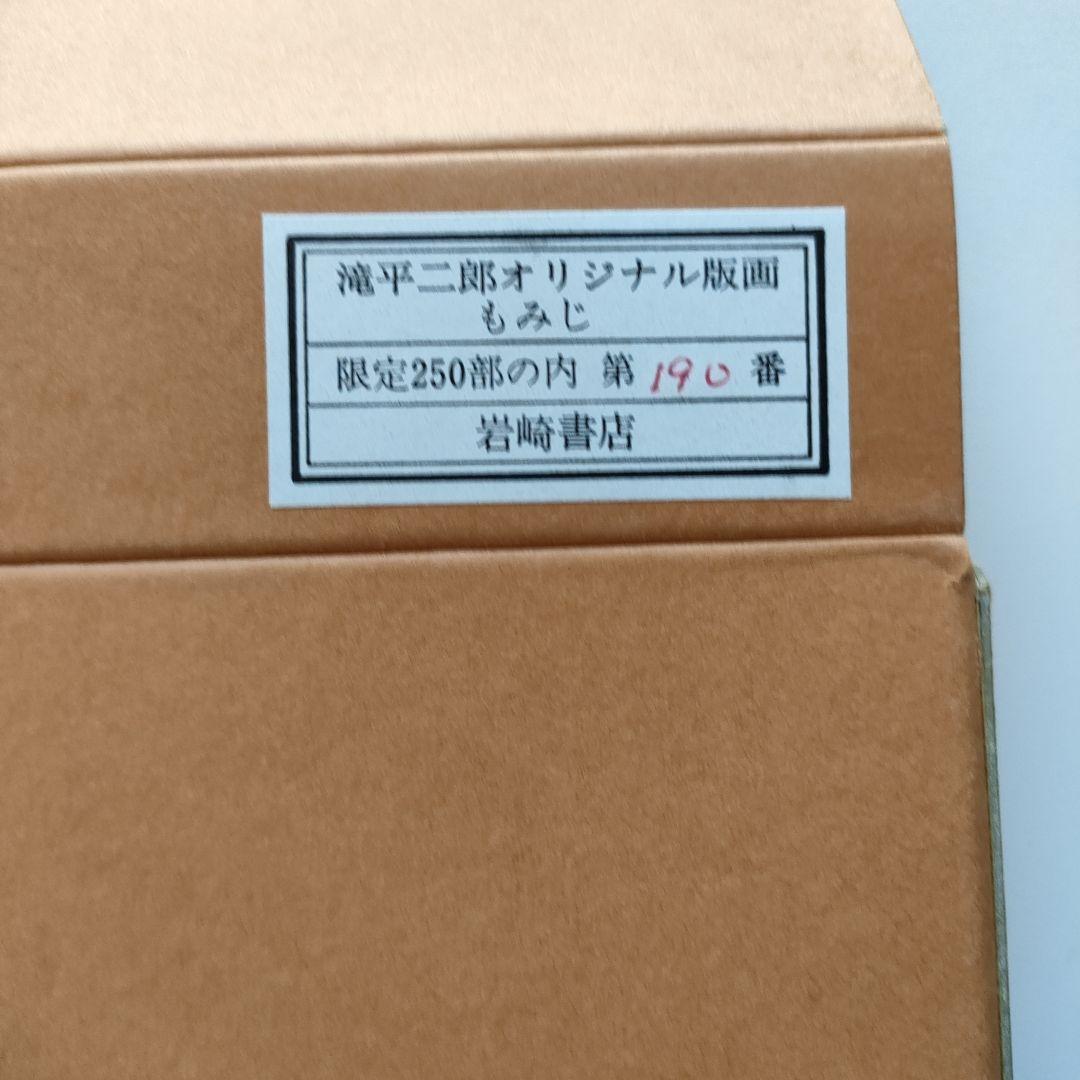 滝平二郎オリジナル版画
もみじ
限定250部の内 第 190 番
岩崎書店